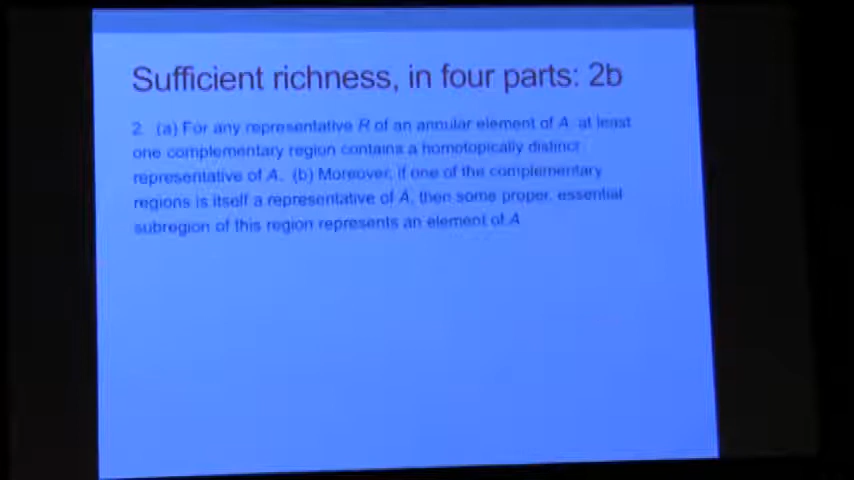 Sufficient richness, in four parts: 2b
2. (a) For any representative R of an annular element of A, at least
one complementary region contains a homotopically distinct
representative of A. (b) Moreover, if one of the complementary
regions is itself a representative of A, then some proper, essential
subregion of this region represents an element of A